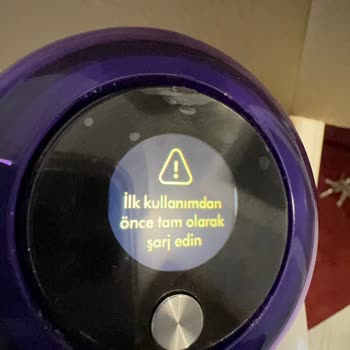 İlk kullanımdan
önce tam olarak
şarj edin